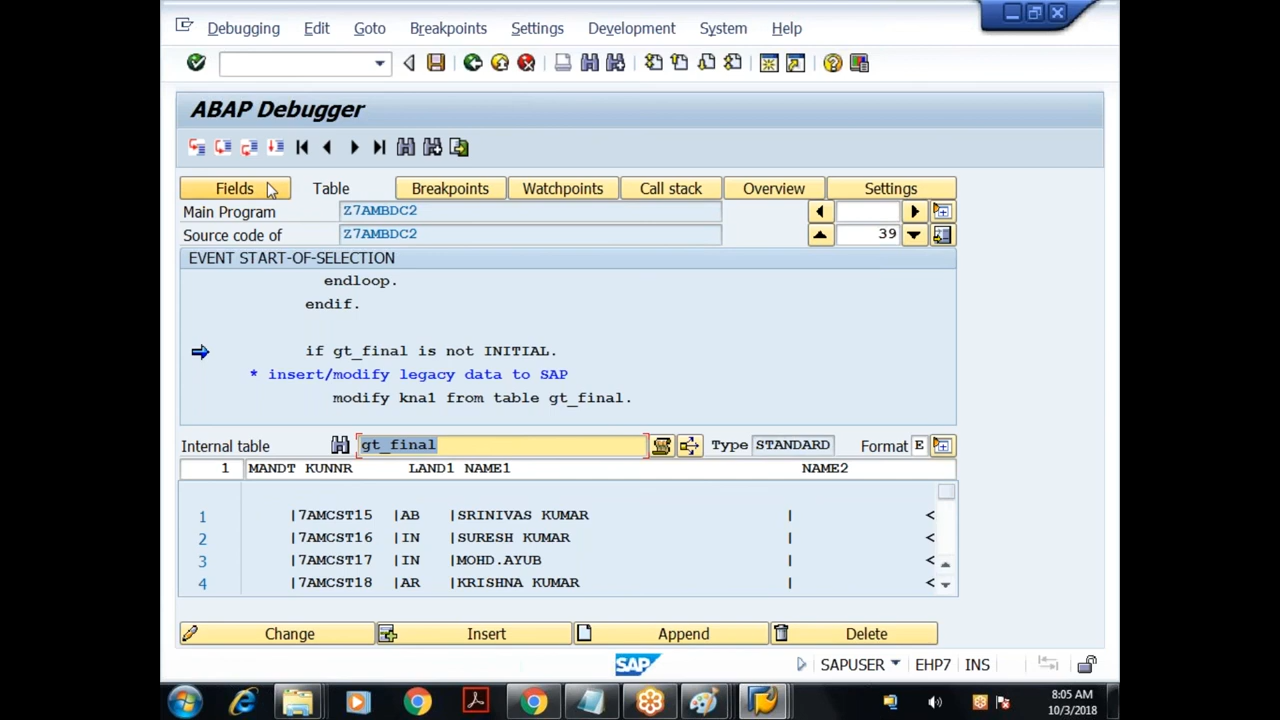 Debugging Edit Goto Breakpoints Settings Development System Help
ABAP Debugger
Fields Table Breakpoints Watchpoints Call stack Overview Settings
Main Program Z7AMBDC2
Source code of Z7AMBDC2 39
EVENT START-OF-SELECTION
endloop.
endif.
if gt_final is not INITIAL.
* insert/modify legacy data to SAP
modify kna1 from table gt_final.
Internal table gt_final Type STANDARD Format E
1 MANDT KUNNR LAND1 NAME1 NAME2
1 |7AMCST15 |AB |SRINIVAS KUMAR | <
2 |7AMCST16 |IN |SURESH KUMAR | <
3 |7AMCST17 |IN |MOHD.AYUB | <
4 |7AMCST18 |AR |KRISHNA KUMAR | <
Change Insert Append Delete
SAP SAPUSER EHP7 INS
8:05 AM
10/3/2018